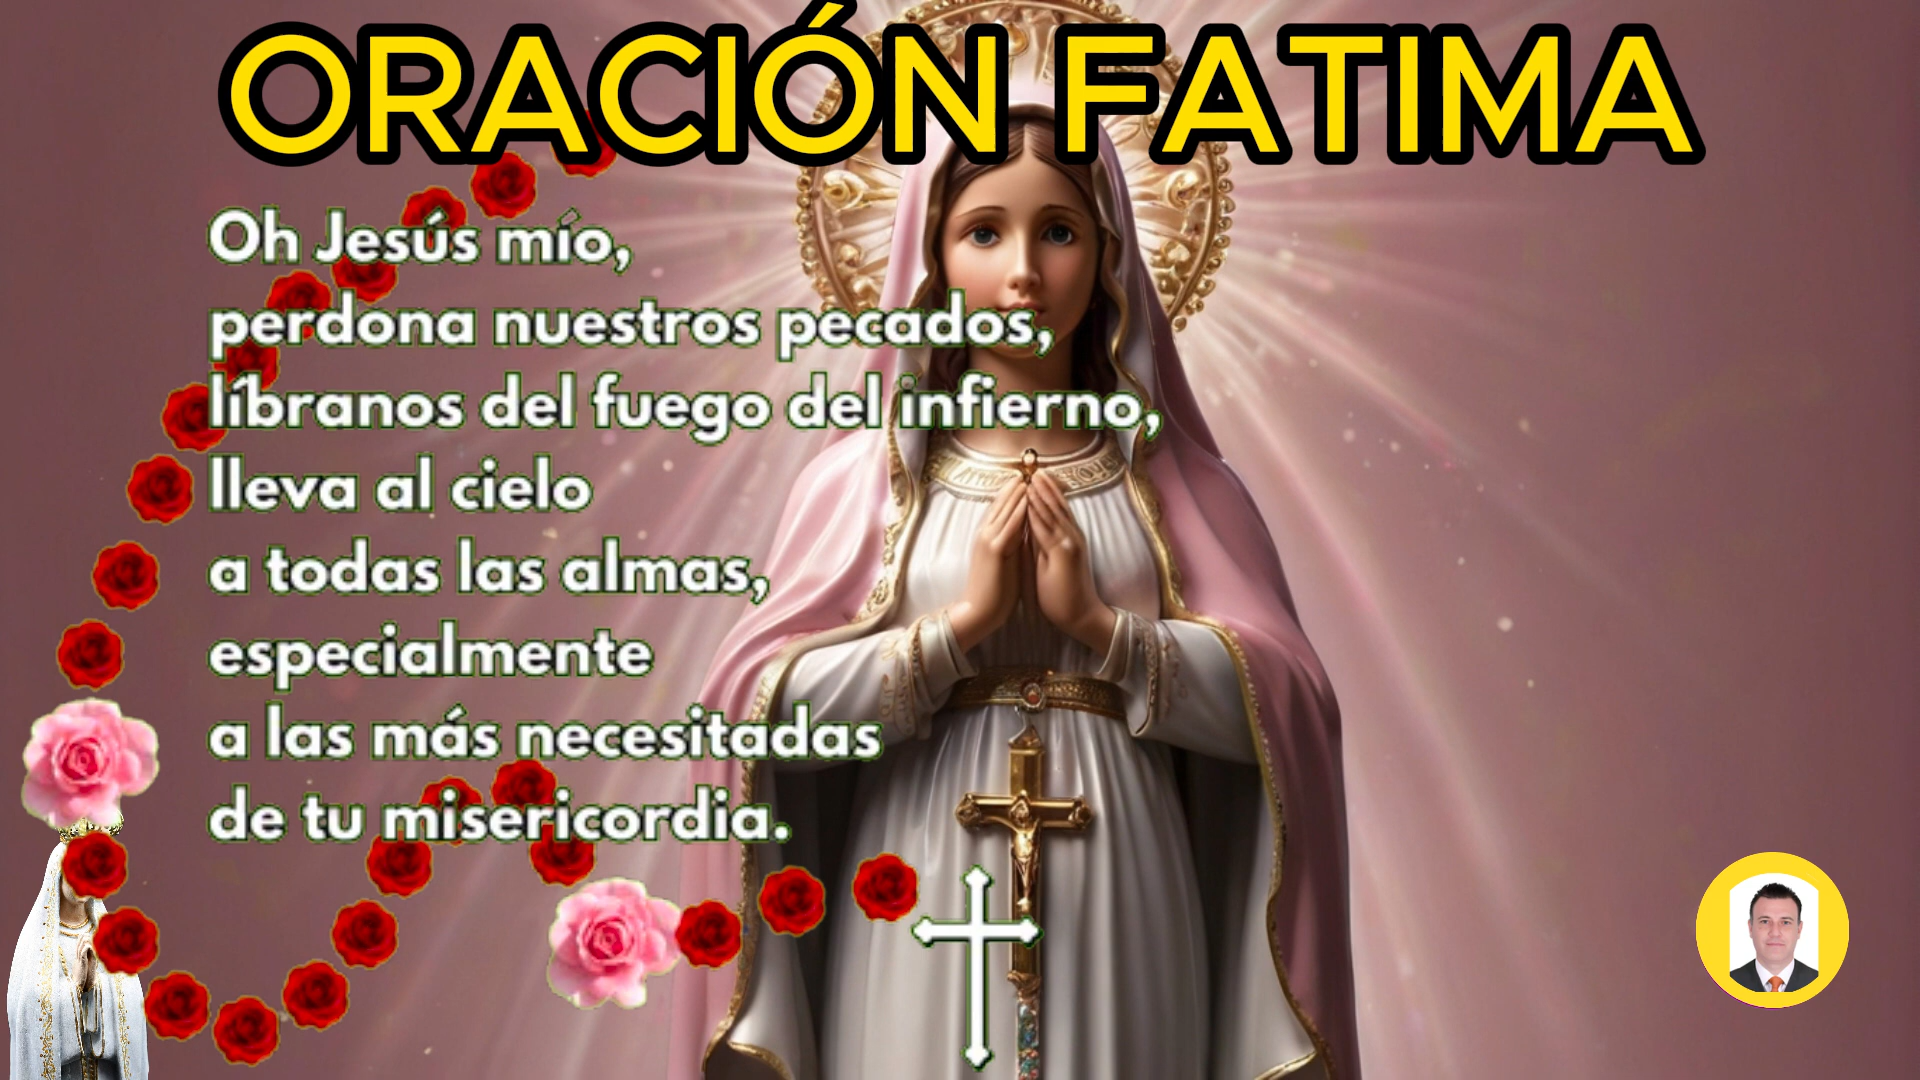 ORACIÓN FATIMA
Oh Jesús mío,
perdona nuestros pecados,
líbranos del fuego del infierno,
lleva al cielo
a todas las almas,
especialmente
a las más necesitadas
de tu misericordia.